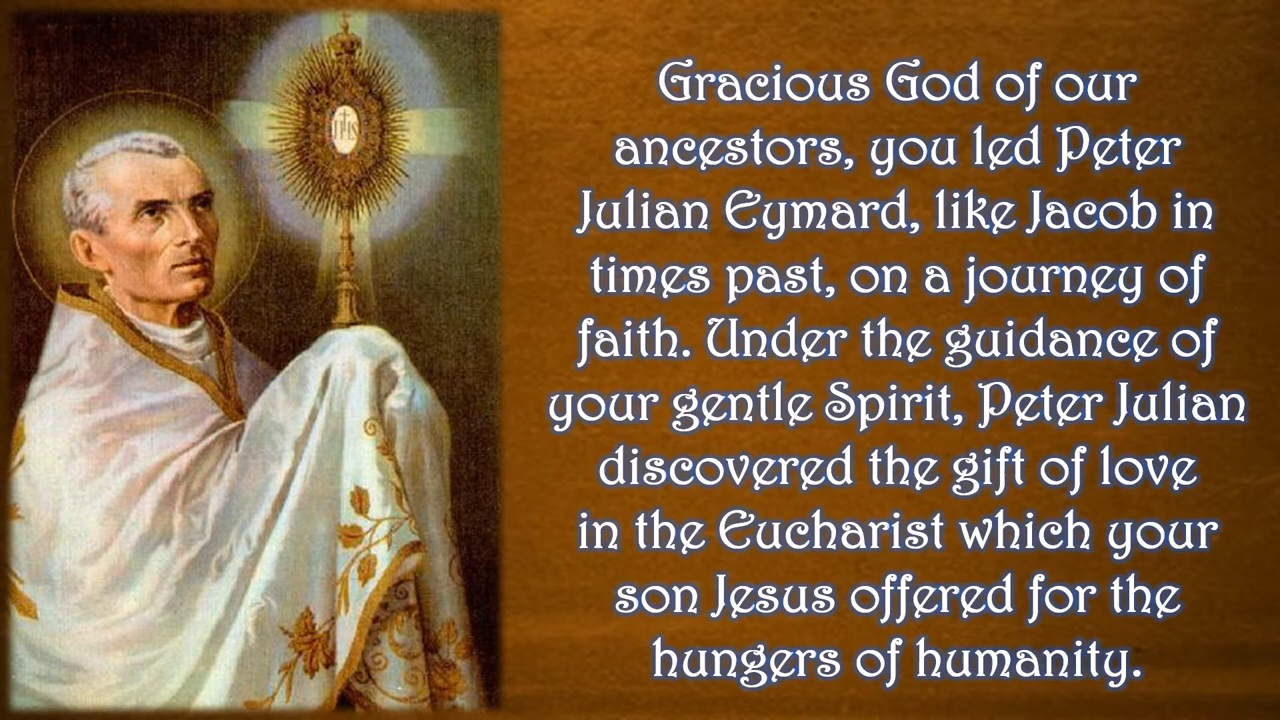 IHS
Gracious God of our
ancestors, you led Peter
Julian Eymard, like Jacob in
times past, on a journey of
faith. Under the guidance of
your gentle Spirit, Peter Julian
discovered the gift of love
in the Eucharist which your
son Jesus offered for the
hungers of humanity.